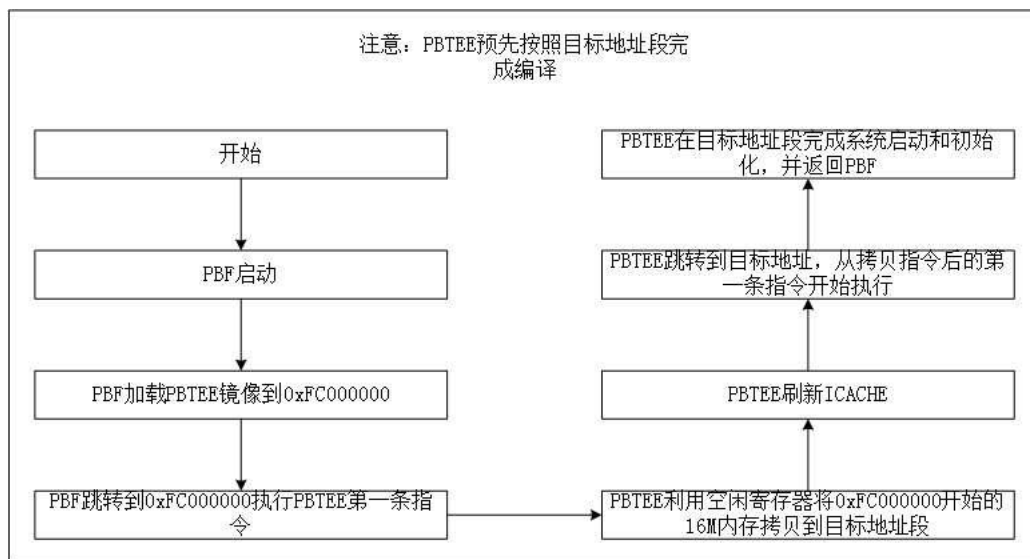 注意：PBTEE预先按照目标地址段完
成编译
开始
PBF启动
PBF加载PBTEE镜像到0xFC000000
PBF跳转到0xFC000000执行PBTEE第一条指
令
PBTEE利用空闲寄存器将0xFC000000开始的
16M内存拷贝到目标地址段
PBTEE刷新ICACHE
PBTEE跳转到目标地址，从拷贝指令后的第
一条指令开始执行
PBTEE在目标地址段完成系统启动和初始
化，并返回PBF